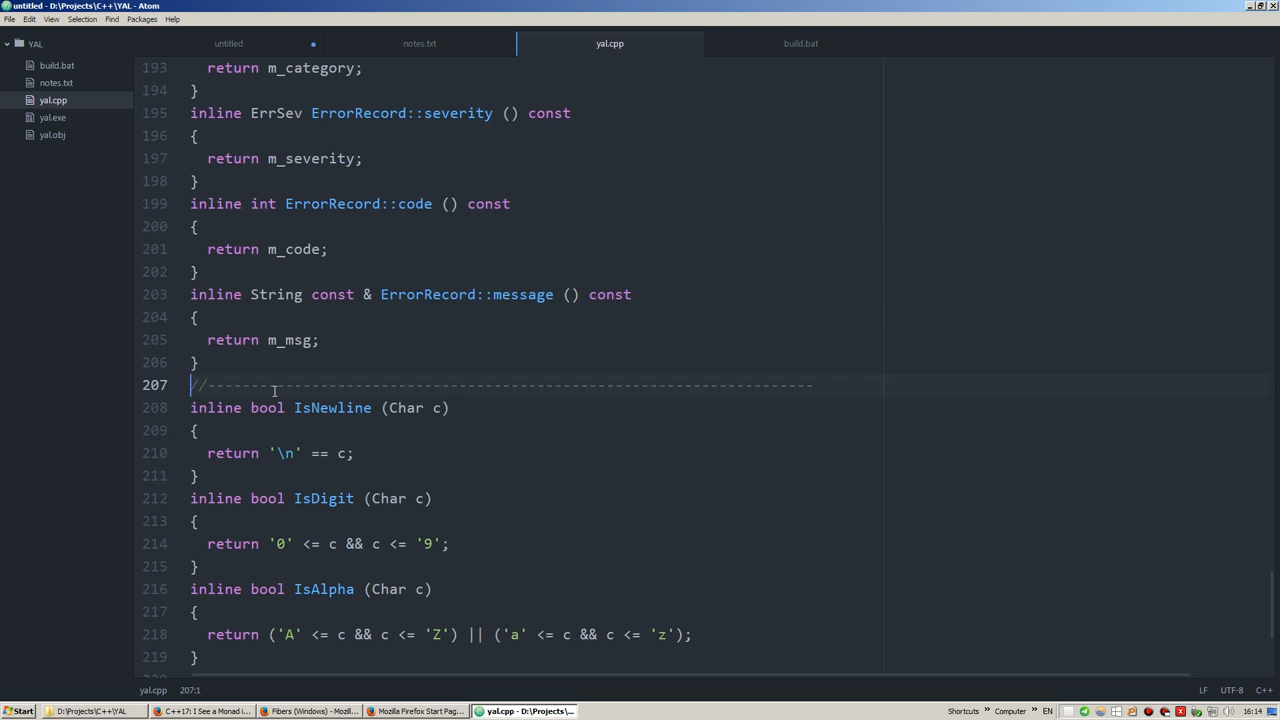 untitled - D:\Projects\C++\YAL - Atom
File Edit View Selection Find Packages Help
YAL
build.bat
notes.txt
yal.cpp
yal.exe
yal.obj
untitled notes.txt yal.cpp build.bat
193 return m_category;
194 }
195 inline ErrSev ErrorRecord::severity () const
196 {
197 return m_severity;
198 }
199 inline int ErrorRecord::code () const
200 {
201 return m_code;
202 }
203 inline String const & ErrorRecord::message () const
204 {
205 return m_msg;
206 }
207 //------------------------------------------------------------------------
208 inline bool IsNewline (Char c)
209 {
210 return '\n' == c;
211 }
212 inline bool IsDigit (Char c)
213 {
214 return '0' <= c && c <= '9';
215 }
216 inline bool IsAlpha (Char c)
217 {
218 return ('A' <= c && c <= 'Z') || ('a' <= c && c <= 'z');
219 }
yal.cpp 207:1 LF UTF-8 C++
Start D:\Projects\C++\YAL C++17: I See a Monad i... Fibers (Windows) - Mozil... Mozilla Firefox Start Pag... yal.cpp - D:\Projects\... Shortcuts » Computer » EN 16:14